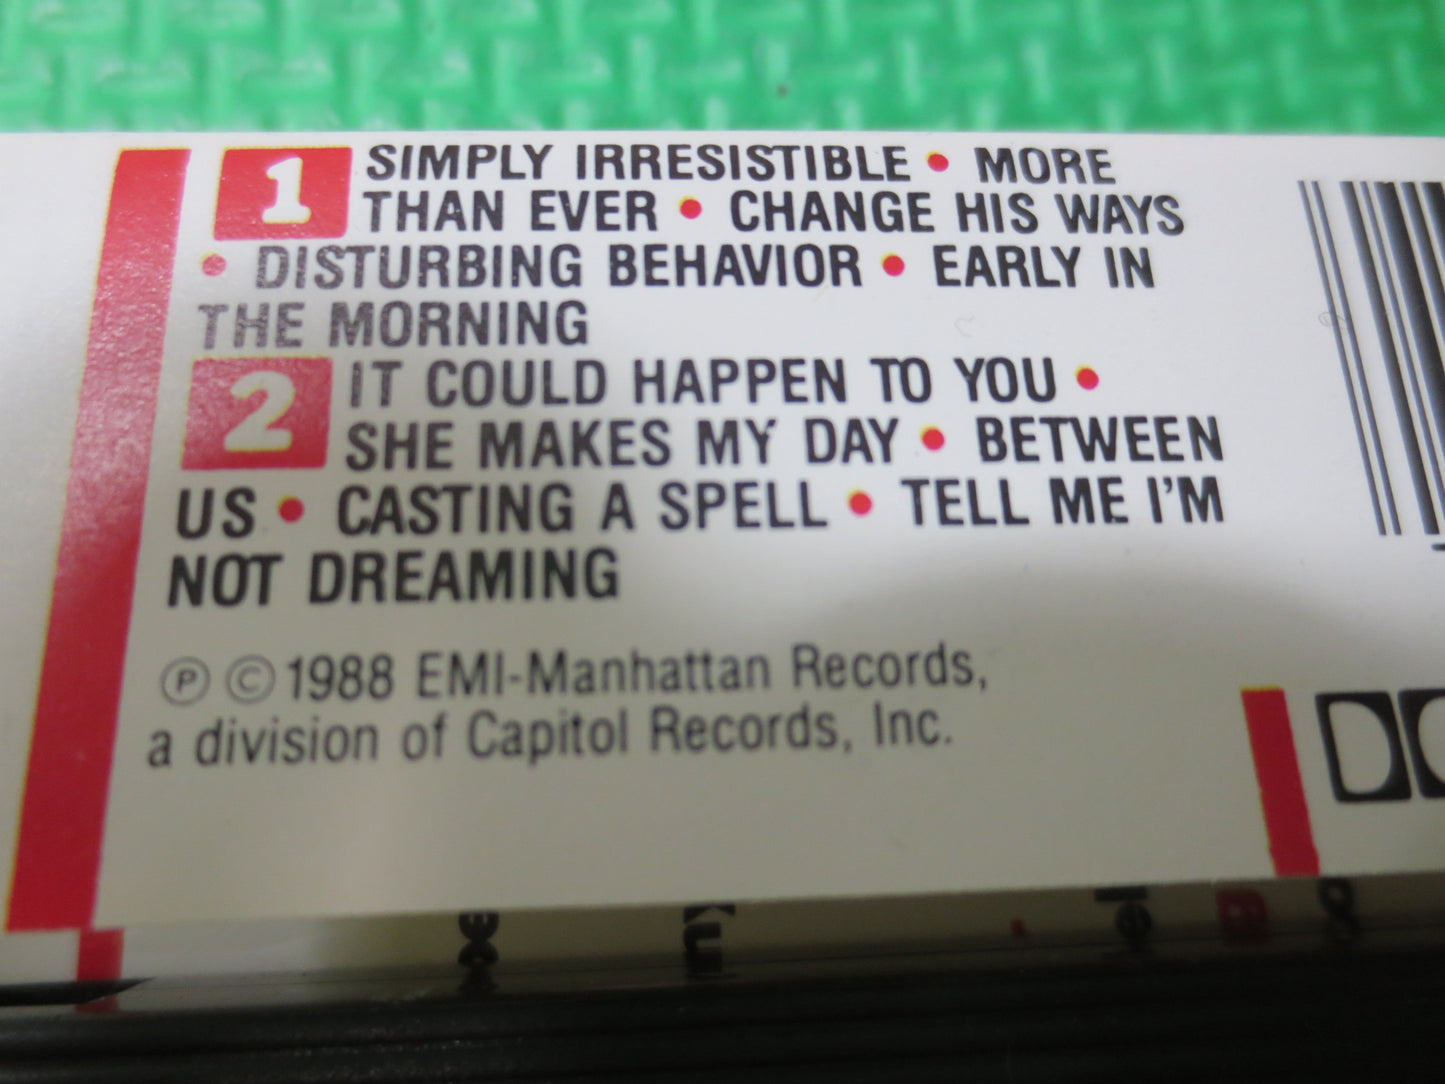 1 SIMPLY IRRESISTIBLE • MORE
THAN EVER • CHANGE HIS WAYS
• DISTURBING BEHAVIOR • EARLY IN
THE MORNING
2 IT COULD HAPPEN TO YOU •
SHE MAKES MY DAY • BETWEEN
US • CASTING A SPELL • TELL ME I'M
NOT DREAMING
Ⓟ © 1988 EMI-Manhattan Records,
a division of Capitol Records, Inc.